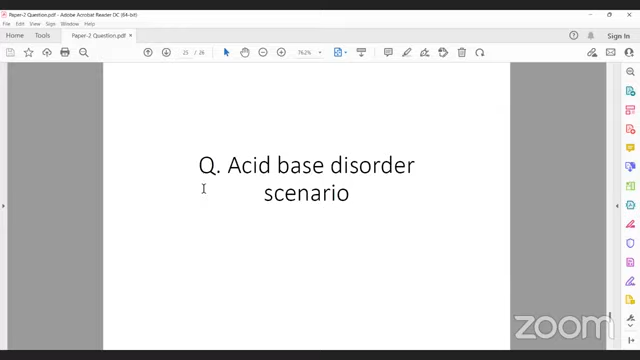 Paper-2 Question.pdf - Adobe Acrobat Reader DC (64-bit)
File Edit View Sign Window Help
Home Tools Paper-2 Question.pdf × Sign In
25 / 26 76.2%
Q. Acid base disorder
scenario
zoom